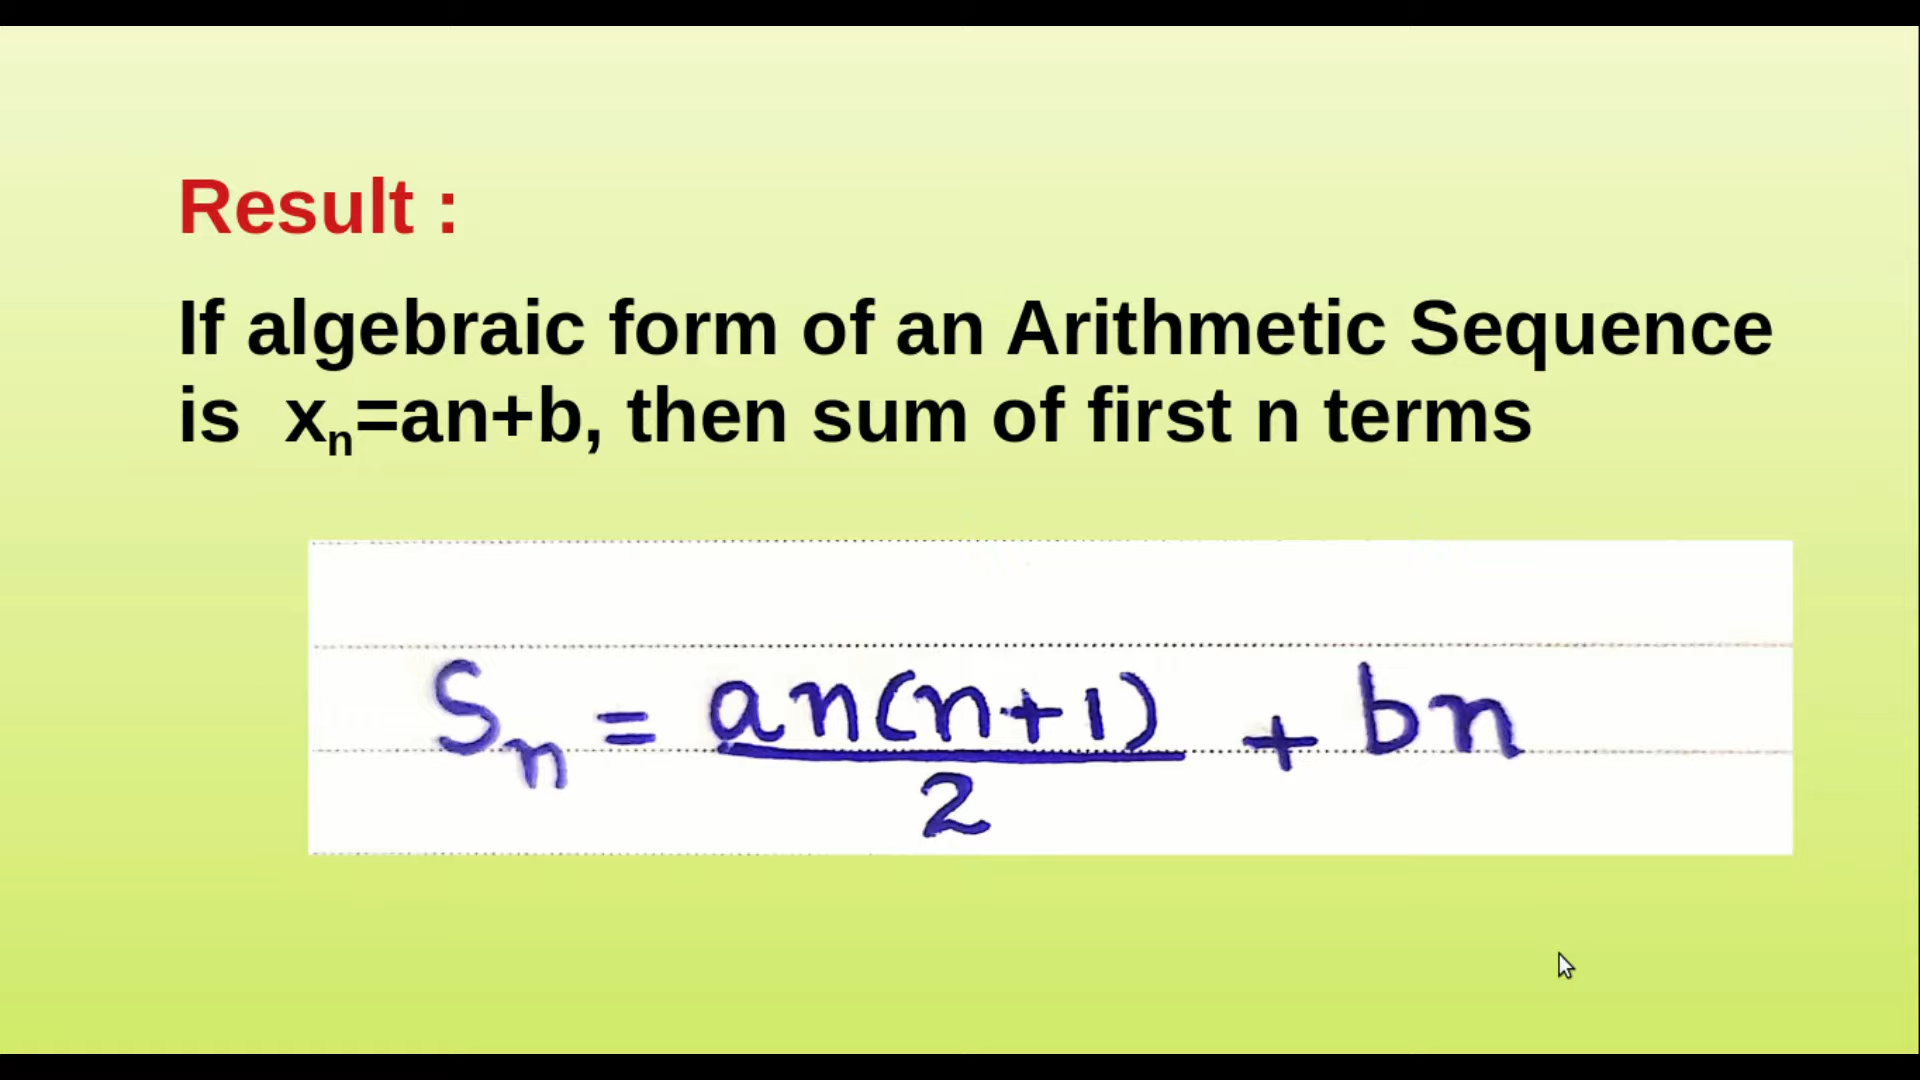 Result :
If algebraic form of an Arithmetic Sequence
is xₙ=an+b, then sum of first n terms
Sₙ = an(n+1)/2 + bn